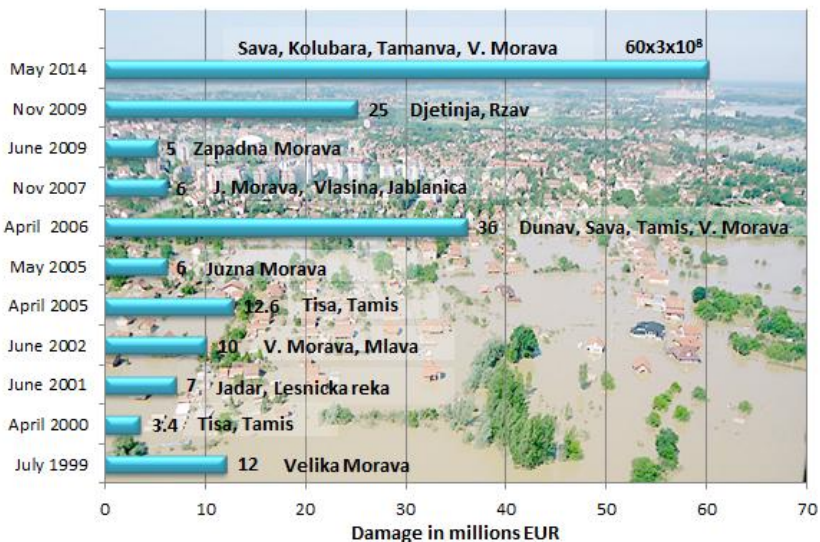 Sava, Kolubara, Tamanva, V. Morava 60x3x10⁸
May 2014
Nov 2009 25 Djetinja, Rzav
June 2009 5 Zapadna Morava
Nov 2007 6 J. Morava, Vlasina, Jablanica
April 2006 36 Dunav, Sava, Tamis, V. Morava
May 2005 6 Juzna Morava
April 2005 12.6 Tisa, Tamis
June 2002 10 V. Morava, Mlava
June 2001 7 Jadar, Lesnicka reka
April 2000 3.4 Tisa, Tamis
July 1999 12 Velika Morava
0 10 20 30 40 50 60 70
Damage in millions EUR